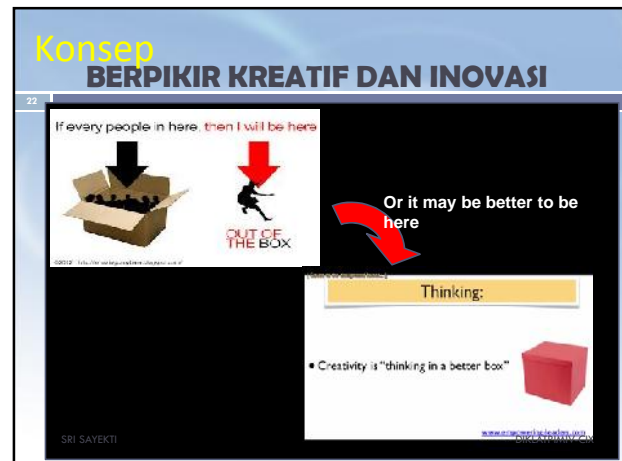 Konsep
BERPIKIR KREATIF DAN INOVASI
22
If every people in here, then I will be here
OUT OF
THE BOX
Or it may be better to be
here
Thinking:
• Creativity is "thinking in a better box"
SRI SAYEKTI